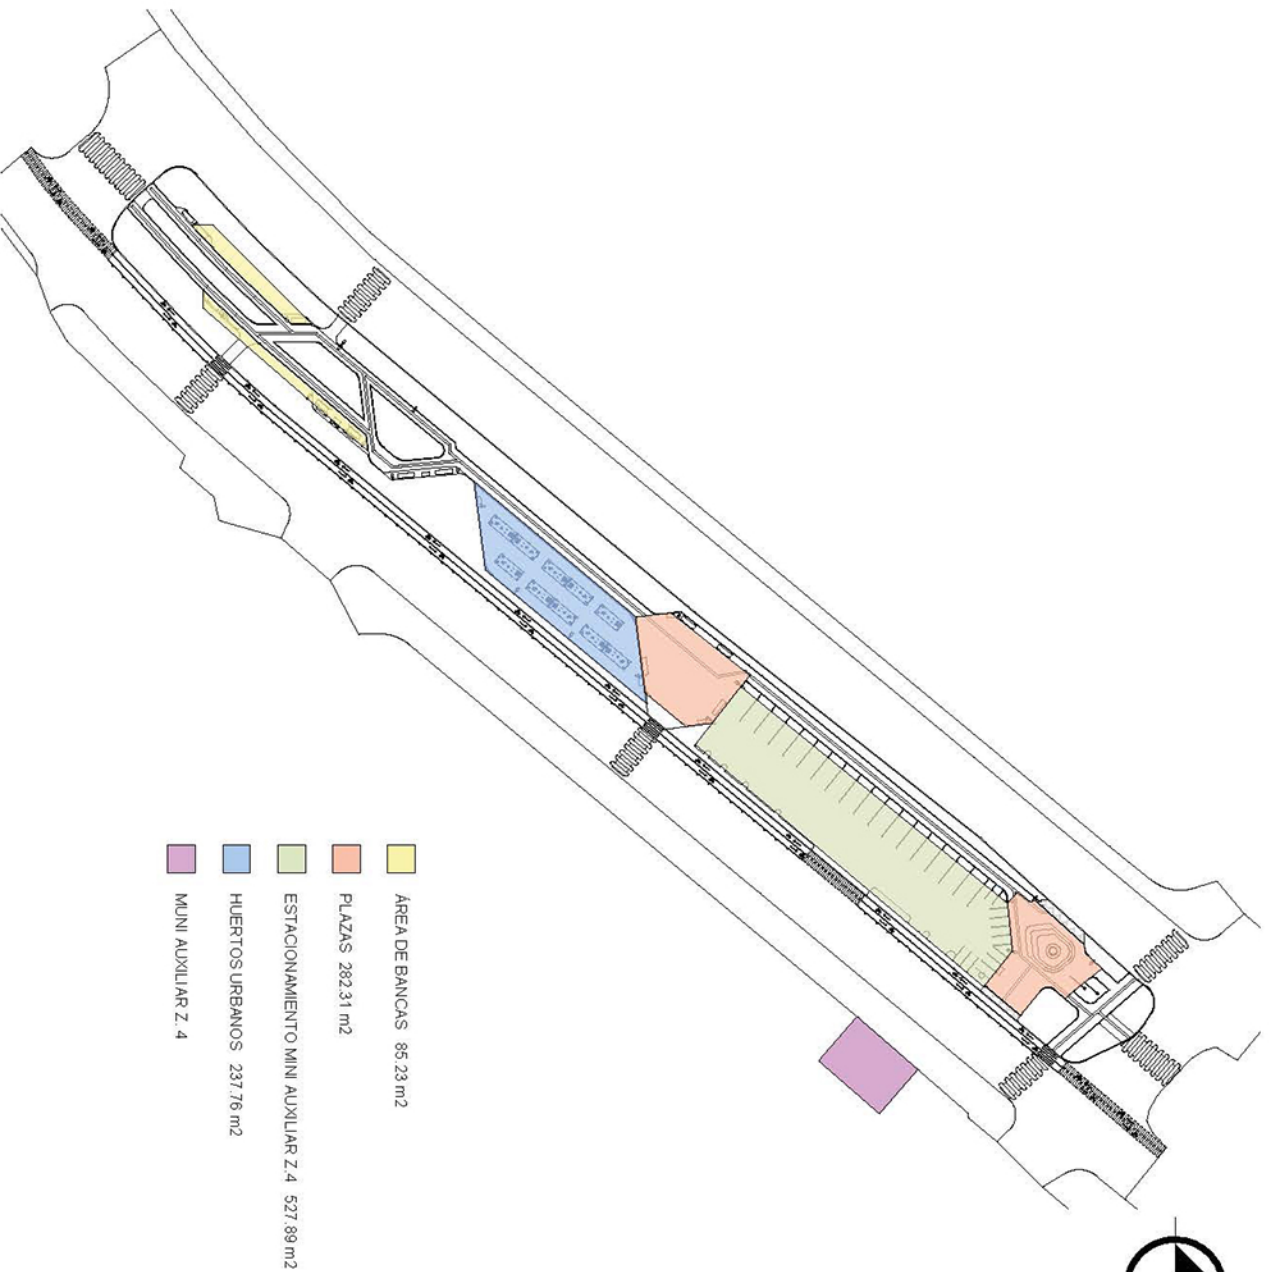 ÁREA DE BANCAS 85.23 m2
PLAZAS 282.31 m2
ESTACIONAMIENTO MINI AUXILIAR Z.4 527.89 m2
HUERTOS URBANOS 237.76 m2
MUNI AUXILIAR Z. 4